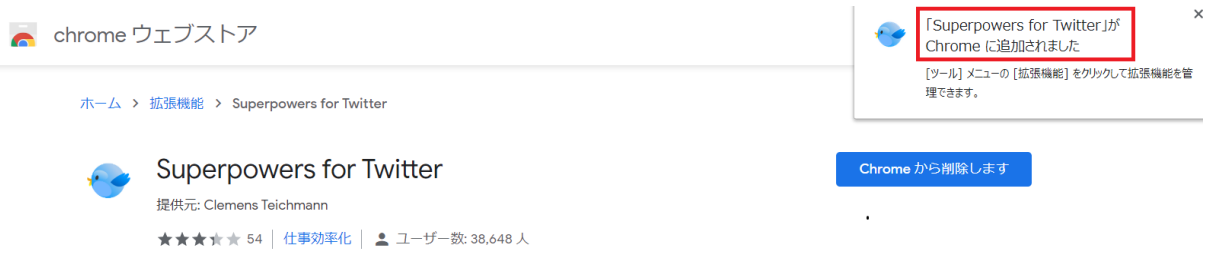 chrome ウェブストア
「Superpowers for Twitter」が
Chrome に追加されました
[ツール] メニューの [拡張機能] をクリックして拡張機能を管
理できます。
ホーム > 拡張機能 > Superpowers for Twitter
Superpowers for Twitter
Chrome から削除します
提供元: Clemens Teichmann
54 | 仕事効率化 | ユーザー数: 38,648 人